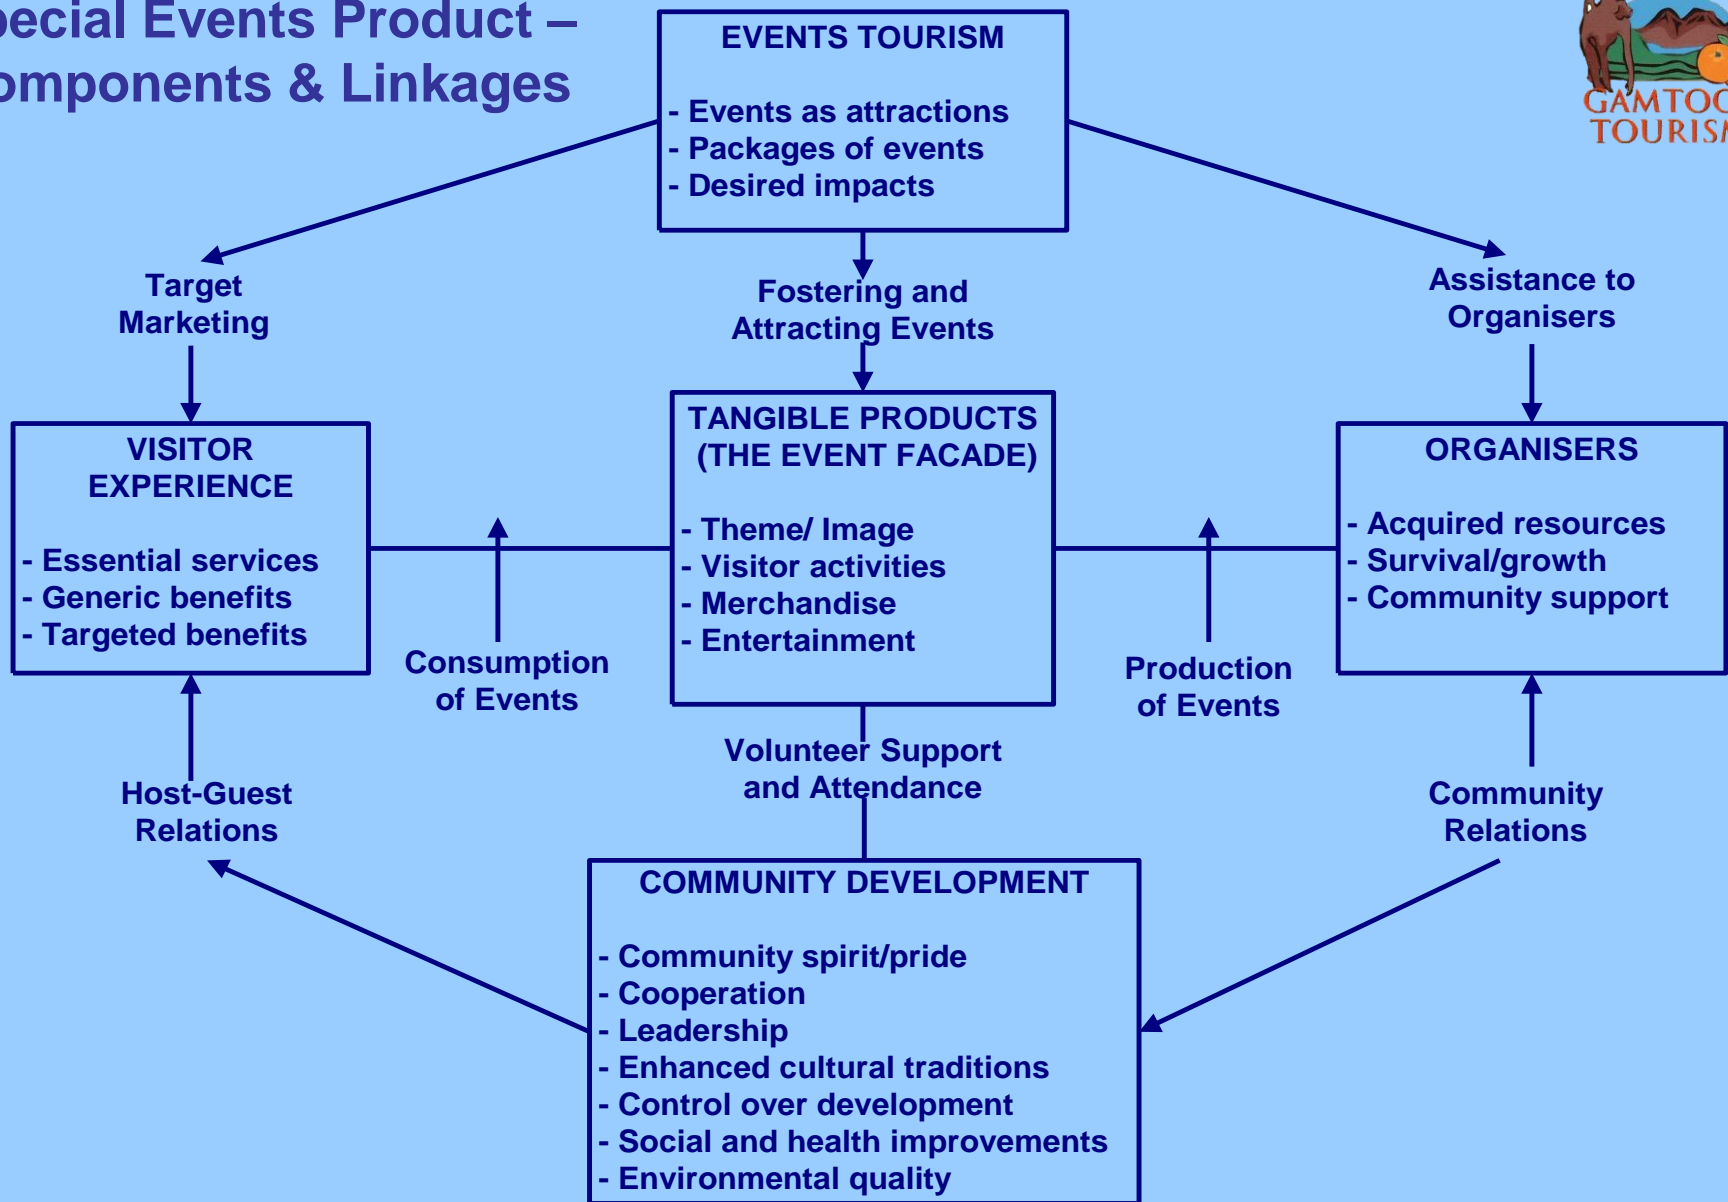 pecial Events Product –
omponents & Linkages
EVENTS TOURISM
- Events as attractions
- Packages of events
- Desired impacts
GAMTOO
TOURISM
Target
Marketing
Fostering and
Attracting Events
Assistance to
Organisers
VISITOR
EXPERIENCE
- Essential services
- Generic benefits
- Targeted benefits
TANGIBLE PRODUCTS
(THE EVENT FACADE)
- Theme/ Image
- Visitor activities
- Merchandise
- Entertainment
ORGANISERS
- Acquired resources
- Survival/growth
- Community support
Consumption
of Events
Production
of Events
Volunteer Support
and Attendance
Host-Guest
Relations
Community
Relations
COMMUNITY DEVELOPMENT
- Community spirit/pride
- Cooperation
- Leadership
- Enhanced cultural traditions
- Control over development
- Social and health improvements
- Environmental quality